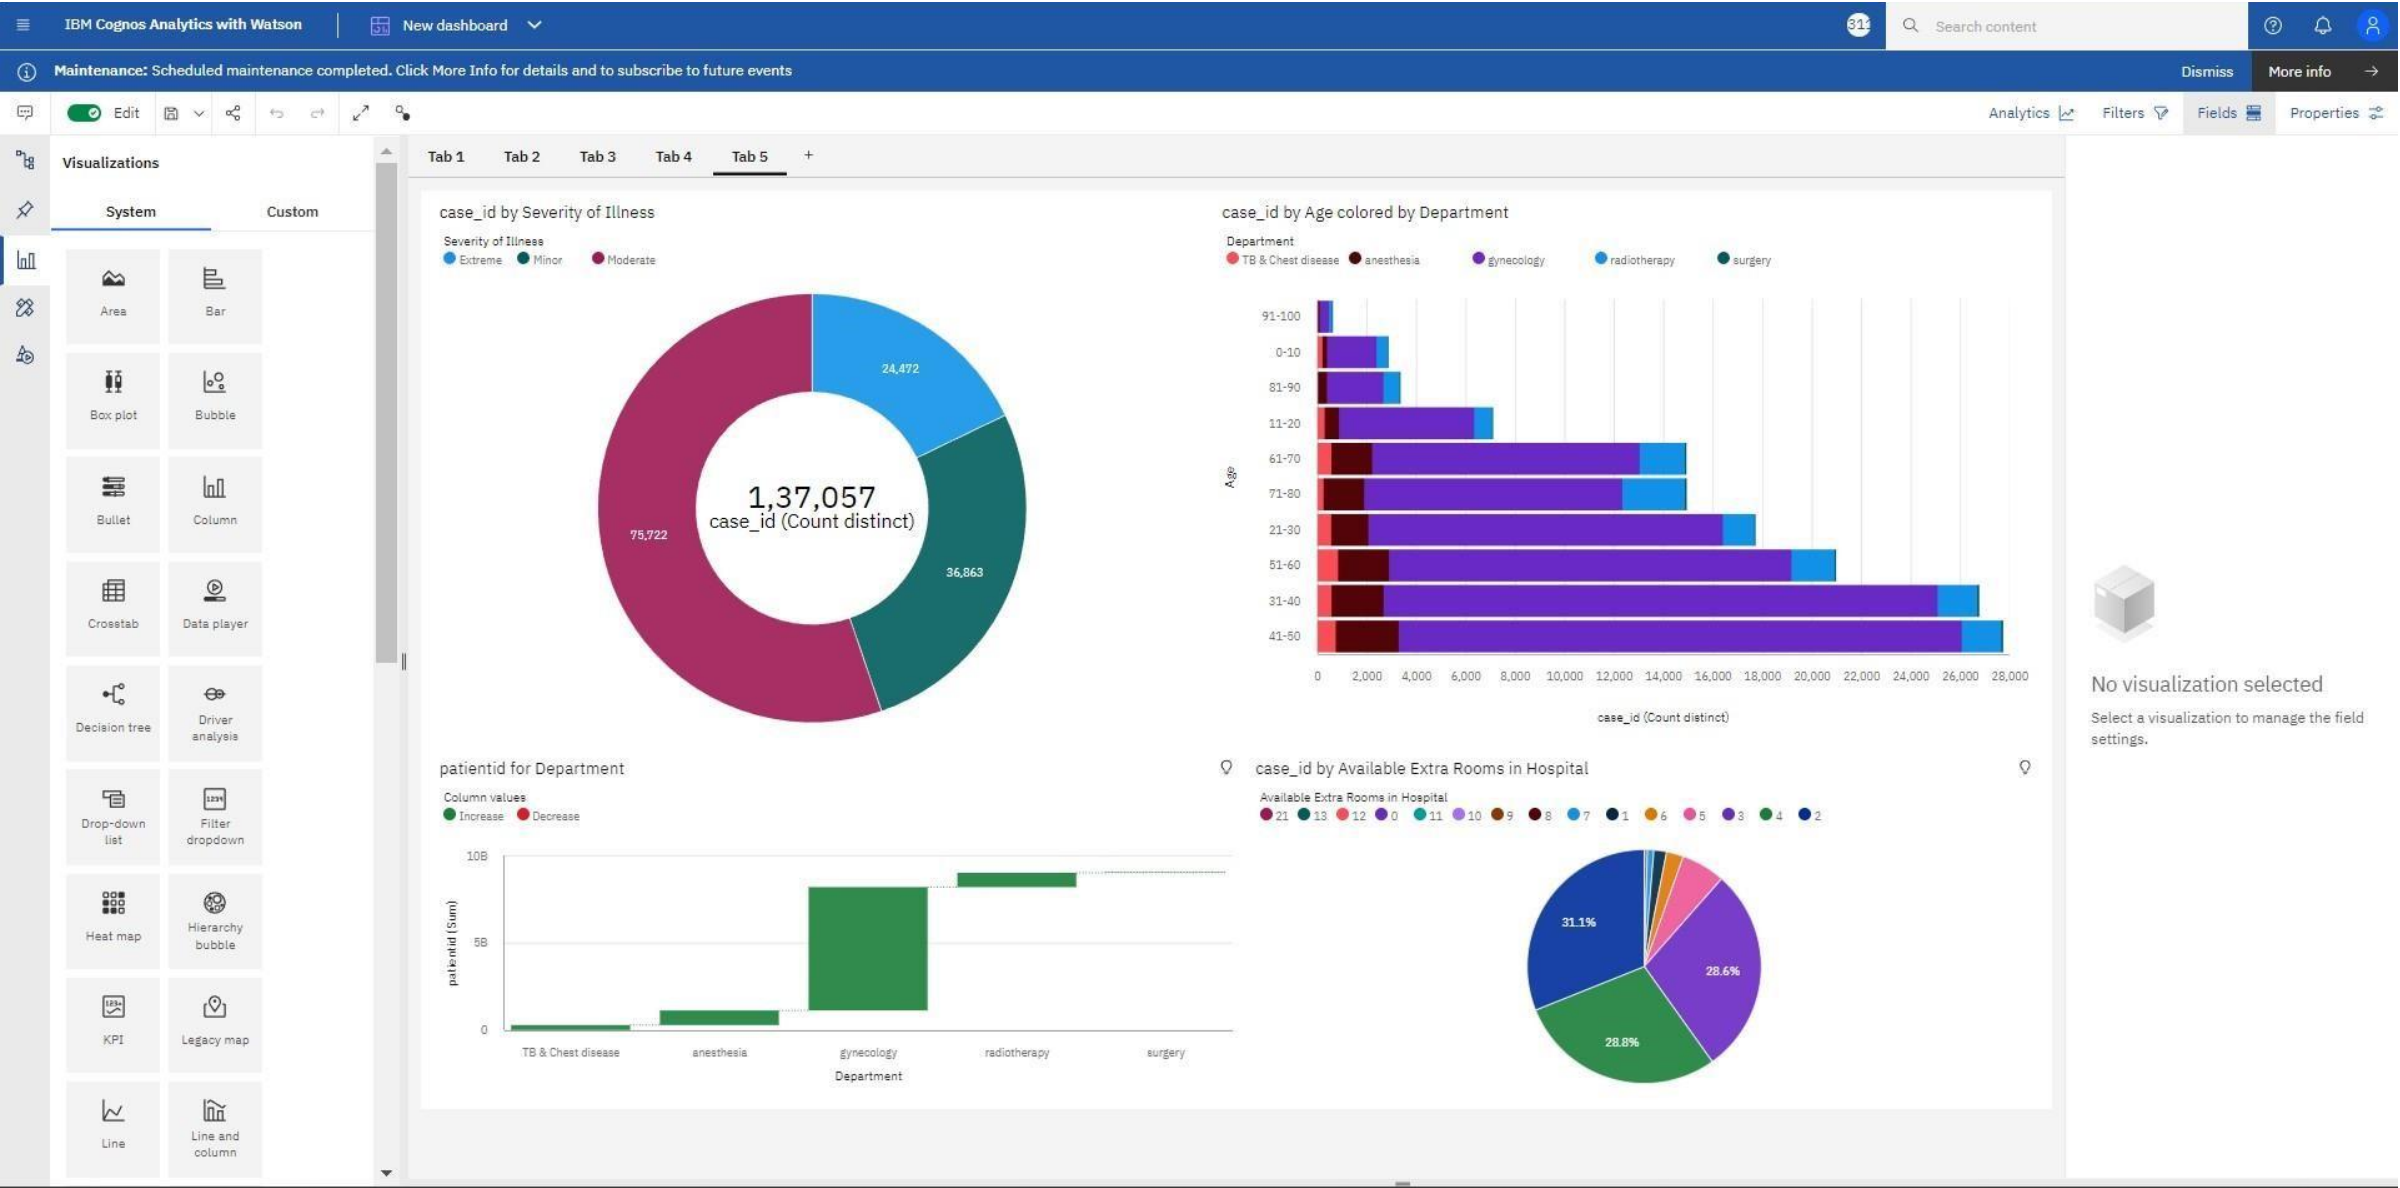 IBM Cognos Analytics with Watson
New dashboard
311
Search content
Maintenance: Scheduled maintenance completed. Click More Info for details and to subscribe to future events
Dismiss
More info
Edit
Analytics
Filters
Fields
Properties
Visualizations
System
Custom
Area
Bar
Box plot
Bubble
Bullet
Column
Crosstab
Data player
Decision tree
Driver
analysis
Drop-down
list
Filter
dropdown
Heat map
Hierarchy
bubble
KPI
Legacy map
Line
Line and
column
Tab 1
Tab 2
Tab 3
Tab 4
Tab 5
+
case_id by Severity of Illness
Severity of Illness
Extreme
Minor
Moderate
24,472
1,37,057
case_id (Count distinct)
75,722
36,863
case_id by Age colored by Department
Department
TB & Chest disease
anesthesia
gynecology
radiotherapy
surgery
Age
91-100
0-10
81-90
11-20
61-70
71-80
21-30
51-60
31-40
41-50
0 2,000 4,000 6,000 8,000 10,000 12,000 14,000 16,000 18,000 20,000 22,000 24,000 26,000 28,000
case_id (Count distinct)
patientid for Department
Column values
Increase
Decrease
patientid (Sum)
10B
5B
0
TB & Chest disease
anesthesia
gynecology
radiotherapy
surgery
Department
case_id by Available Extra Rooms in Hospital
Available Extra Rooms in Hospital
21 13 12 0 11 10 9 8 7 1 6 5 3 4 2
31.1%
28.6%
28.8%
No visualization selected
Select a visualization to manage the field
settings.